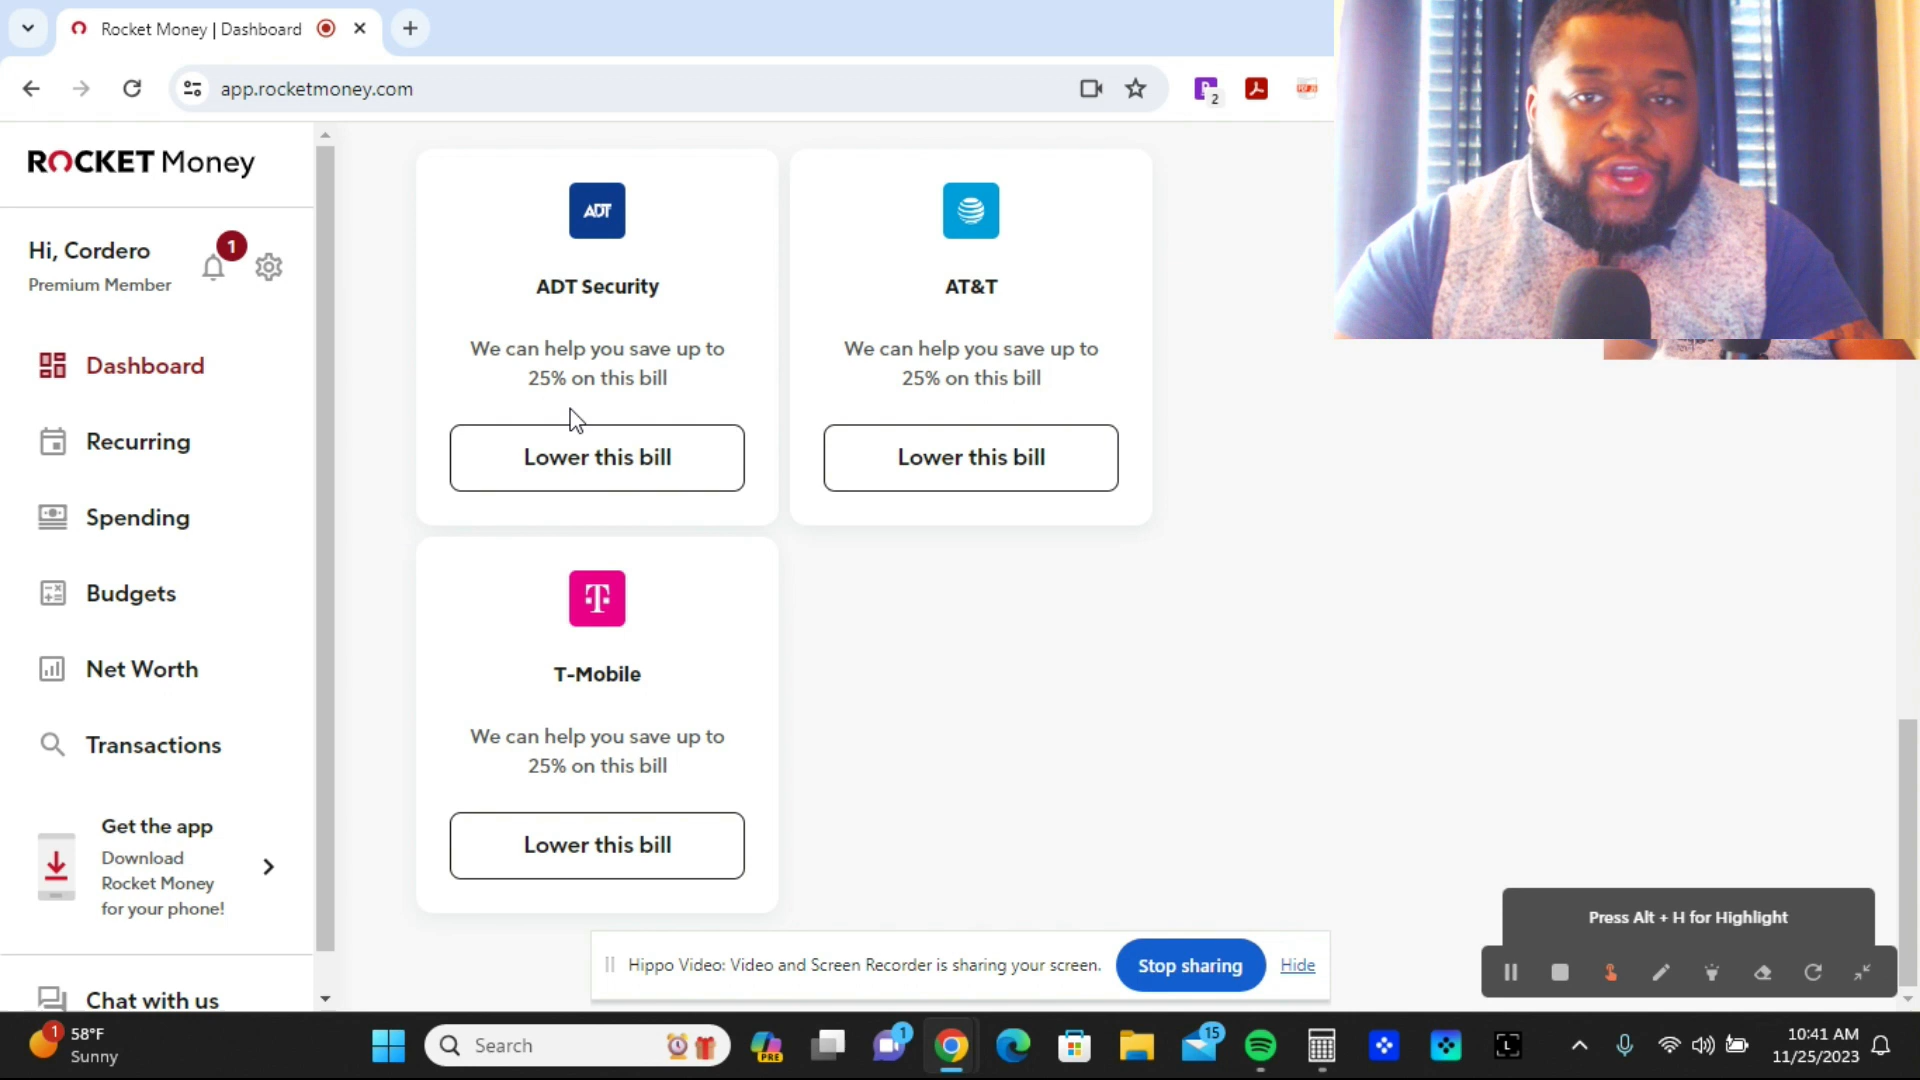 Rocket Money | Dashboard
app.rocketmoney.com
2
ROCKET Money
Hi, Cordero
1
Premium Member
Dashboard
Recurring
Spending
Budgets
Net Worth
Transactions
Get the app
Download
Rocket Money
for your phone!
Chat with us
ADT
ADT Security
We can help you save up to
25% on this bill
Lower this bill
AT&T
We can help you save up to
25% on this bill
Lower this bill
T
T-Mobile
We can help you save up to
25% on this bill
Lower this bill
Hippo Video: Video and Screen Recorder is sharing your screen.
Stop sharing
Hide
Press Alt + H for Highlight
1
58°F
Sunny
Search
PRE
1
15
L
10:41 AM
11/25/2023